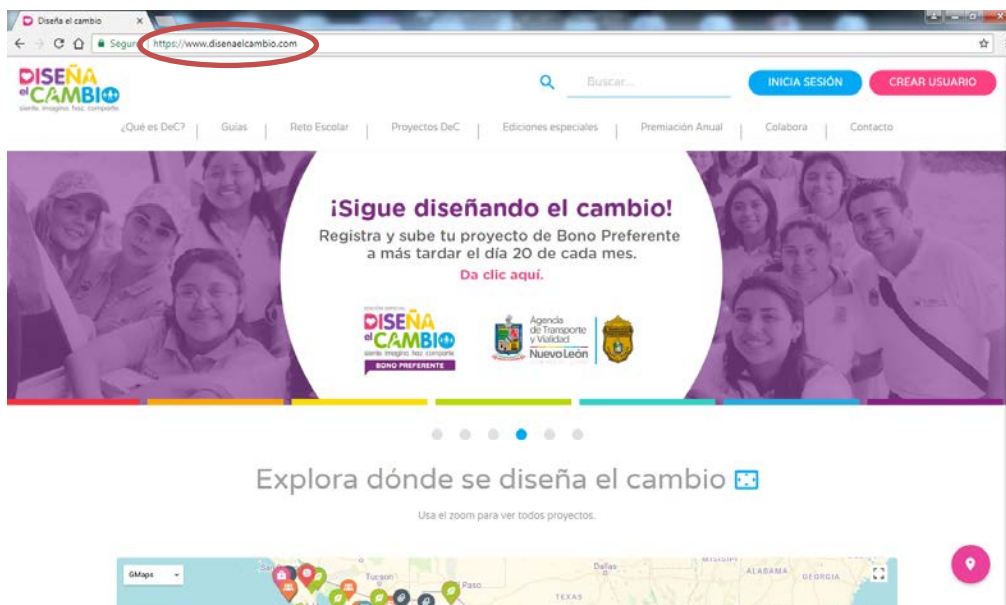 Diseña el cambio
Seguro https://www.disenaelcambio.com
DISEÑA
el CAMBIO
siente. imagina. haz. comparte.
Buscar...
INICIA SESIÓN
CREAR USUARIO
¿Qué es DeC? | Guías | Reto Escolar | Proyectos DeC | Ediciones especiales | Premiación Anual | Colabora | Contacto
¡Sigue diseñando el cambio!
Registra y sube tu proyecto de Bono Preferente
a más tardar el día 20 de cada mes.
Da clic aquí.
EDICIÓN ESPECIAL
DISEÑA
el CAMBIO
siente. imagina. haz. comparte.
BONO PREFERENTE
Agencia
de Transporte
y Vialidad
Nuevo León
Explora dónde se diseña el cambio
Usa el zoom para ver todos proyectos.
GMaps
Tucson
El Paso
Dallas
TEXAS
MISSISIPI
ALABAMA
GEORGIA